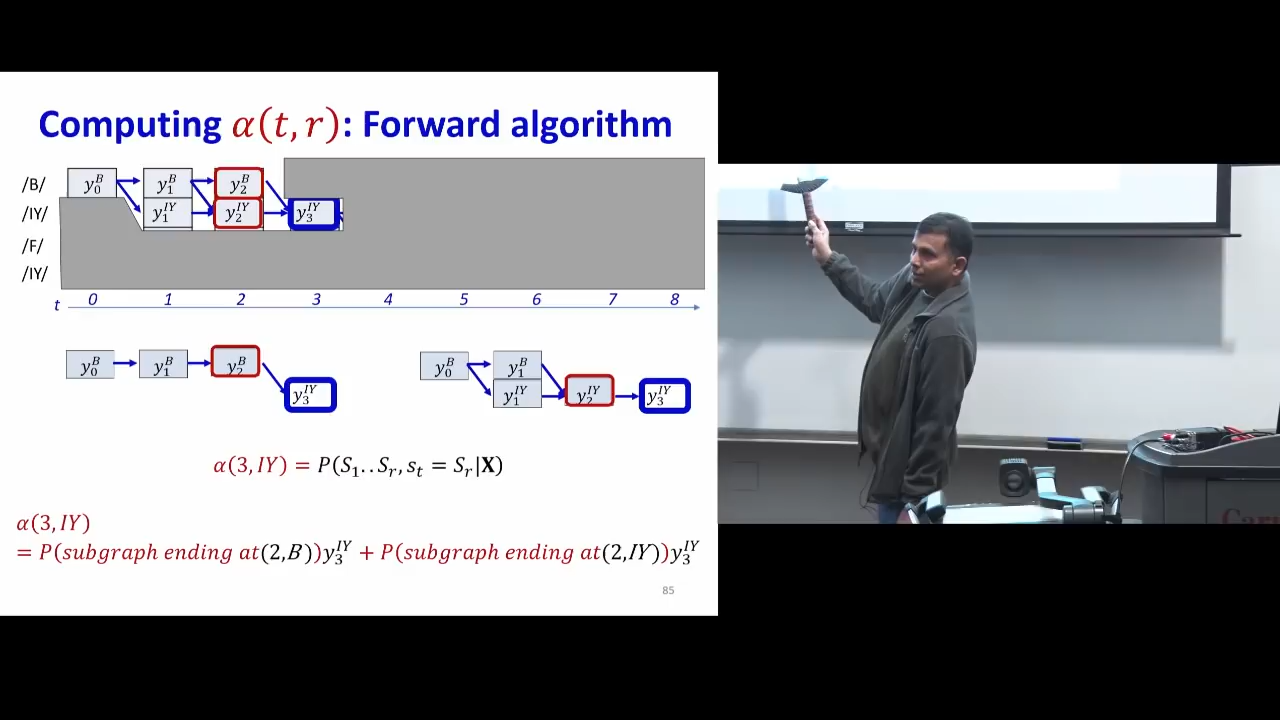 Computing α(t, r): Forward algorithm
/B/ y₀ᴮ y₁ᴮ y₂ᴮ
/IY/ y₁ᴵʸ y₂ᴵʸ y₃ᴵʸ
/F/
/IY/
t 0 1 2 3 4 5 6 7 8
y₀ᴮ y₁ᴮ y₂ᴮ y₀ᴮ y₁ᴮ
y₃ᴵʸ y₁ᴵʸ y₂ᴵʸ y₃ᴵʸ
α(3, IY) = P(S₁..Sᵣ, sₜ = Sᵣ|X)
α(3, IY)
= P(subgraph ending at(2,B))y₃ᴵʸ + P(subgraph ending at(2,IY))y₃ᴵʸ
85